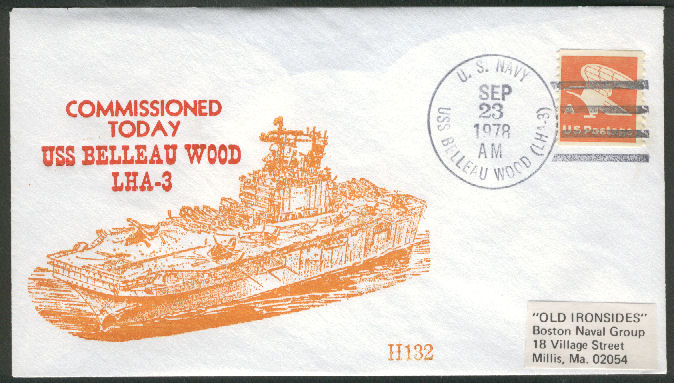 COMMISSIONED
TODAY
USS BELLEAU WOOD
LHA-3
U. S. NAVY
SEP
23
1978
AM
USS BELLEAU WOOD (LHA-3)
A
US Postage
H132
"OLD IRONSIDES"
Boston Naval Group
18 Village Street
Millis, Ma. 02054